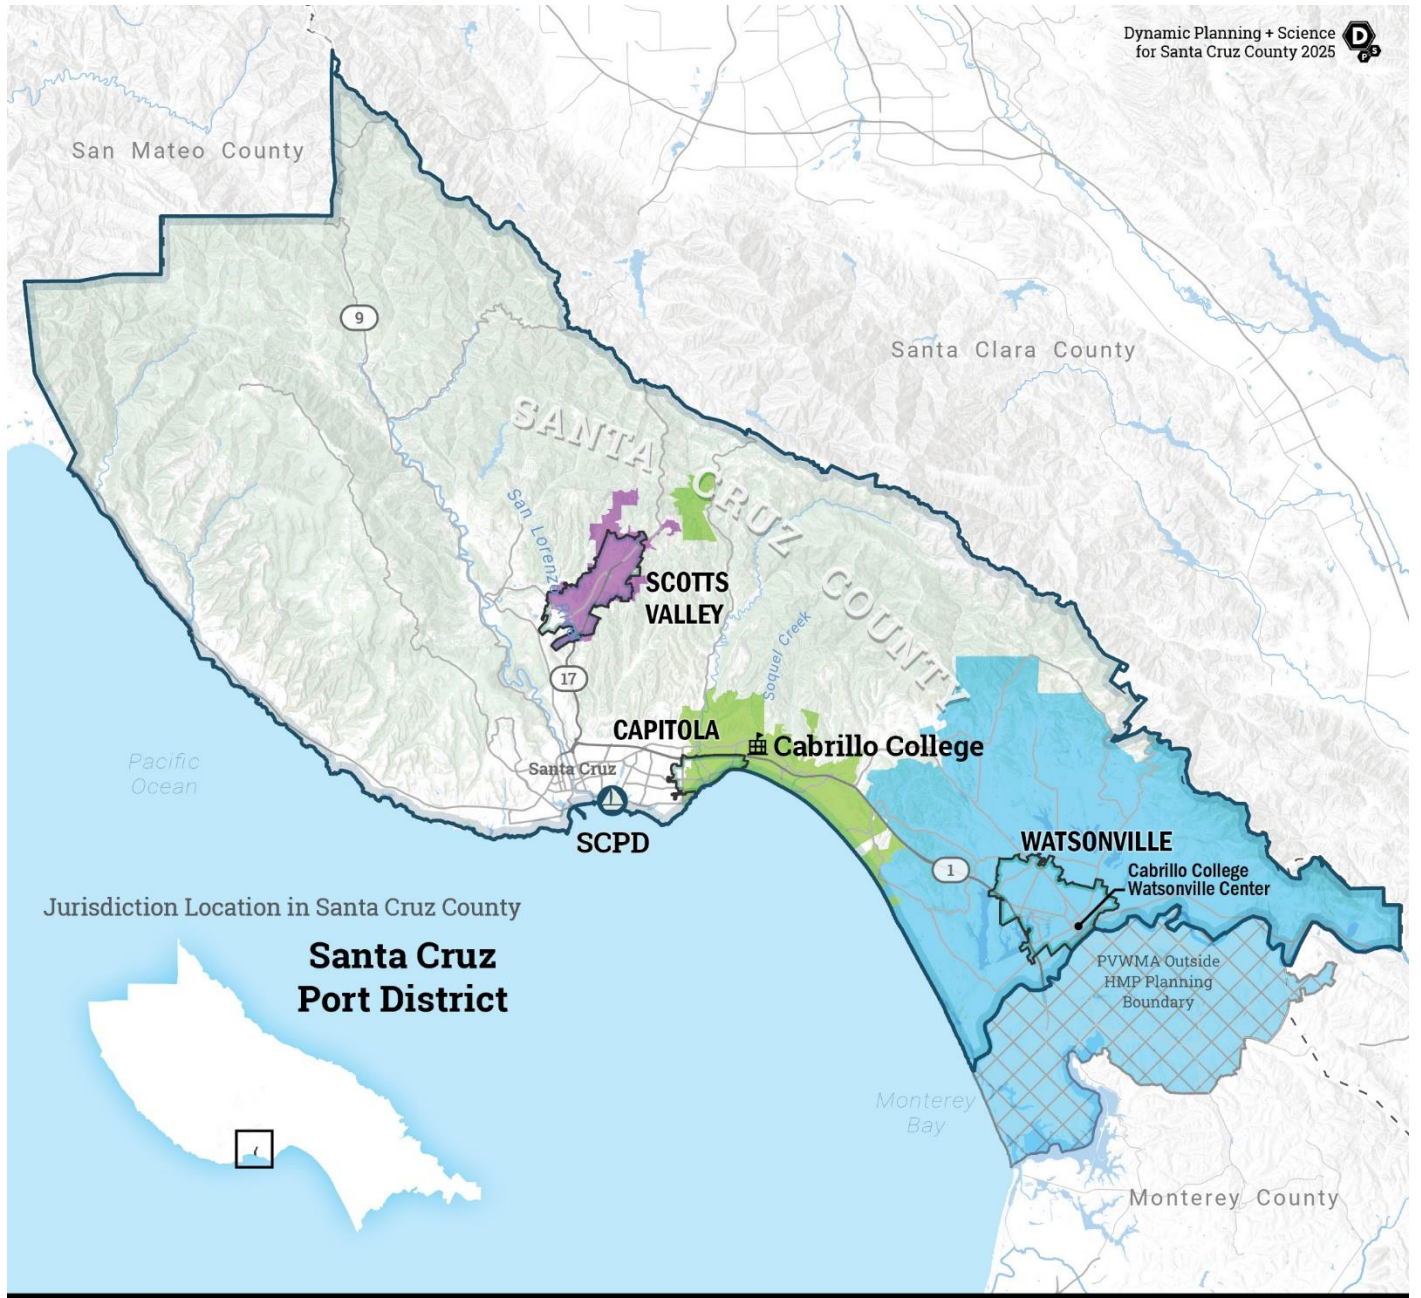 Dynamic Planning + Science
for Santa Cruz County 2025
D
P
S
San Mateo County
9
Santa Clara County
SANTA CRUZ COUNTY
San Lorenzo
SCOTTS
VALLEY
Soquel Creek
17
CAPITOLA
Cabrillo College
Pacific
Ocean
Santa Cruz
SCPD
WATSONVILLE
1
Cabrillo College
Watsonville Center
Jurisdiction Location in Santa Cruz County
Santa Cruz
Port District
PVWMA Outside
HMP Planning
Boundary
Monterey
Bay
Monterey County